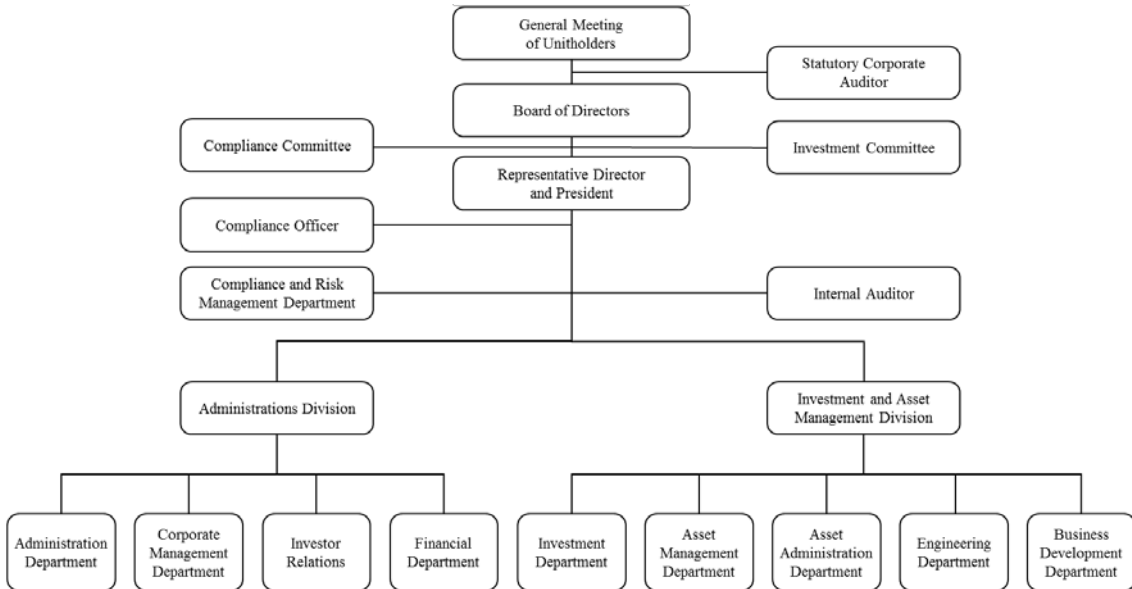 General Meeting
of Unitholders
Statutory Corporate
Auditor
Board of Directors
Compliance Committee
Investment Committee
Representative Director
and President
Compliance Officer
Compliance and Risk
Management Department
Internal Auditor
Administrations Division
Investment and Asset
Management Division
Administration
Department
Corporate
Management
Department
Investor
Relations
Financial
Department
Investment
Department
Asset
Management
Department
Asset
Administration
Department
Engineering
Department
Business
Development
Department